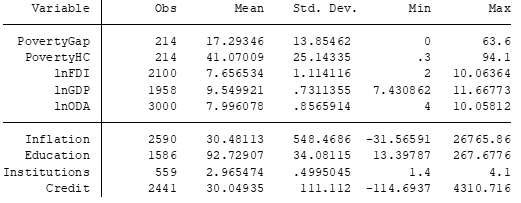 Variable Obs Mean Std. Dev. Min Max
PovertyGap 214 17.29346 13.85462 0 63.6
PovertyHC 214 41.07009 25.14335 .3 94.1
lnFDI 2100 7.656534 1.114116 2 10.06364
lnGDP 1958 9.549921 .7311355 7.430862 11.66773
lnODA 3000 7.996078 .8565914 4 10.05812
Inflation 2590 30.48113 548.4686 -31.56591 26765.86
Education 1586 92.72907 34.08115 13.39787 267.6776
Institutions 559 2.965474 .4995045 1.4 4.1
Credit 2441 30.04935 111.112 -114.6937 4310.716